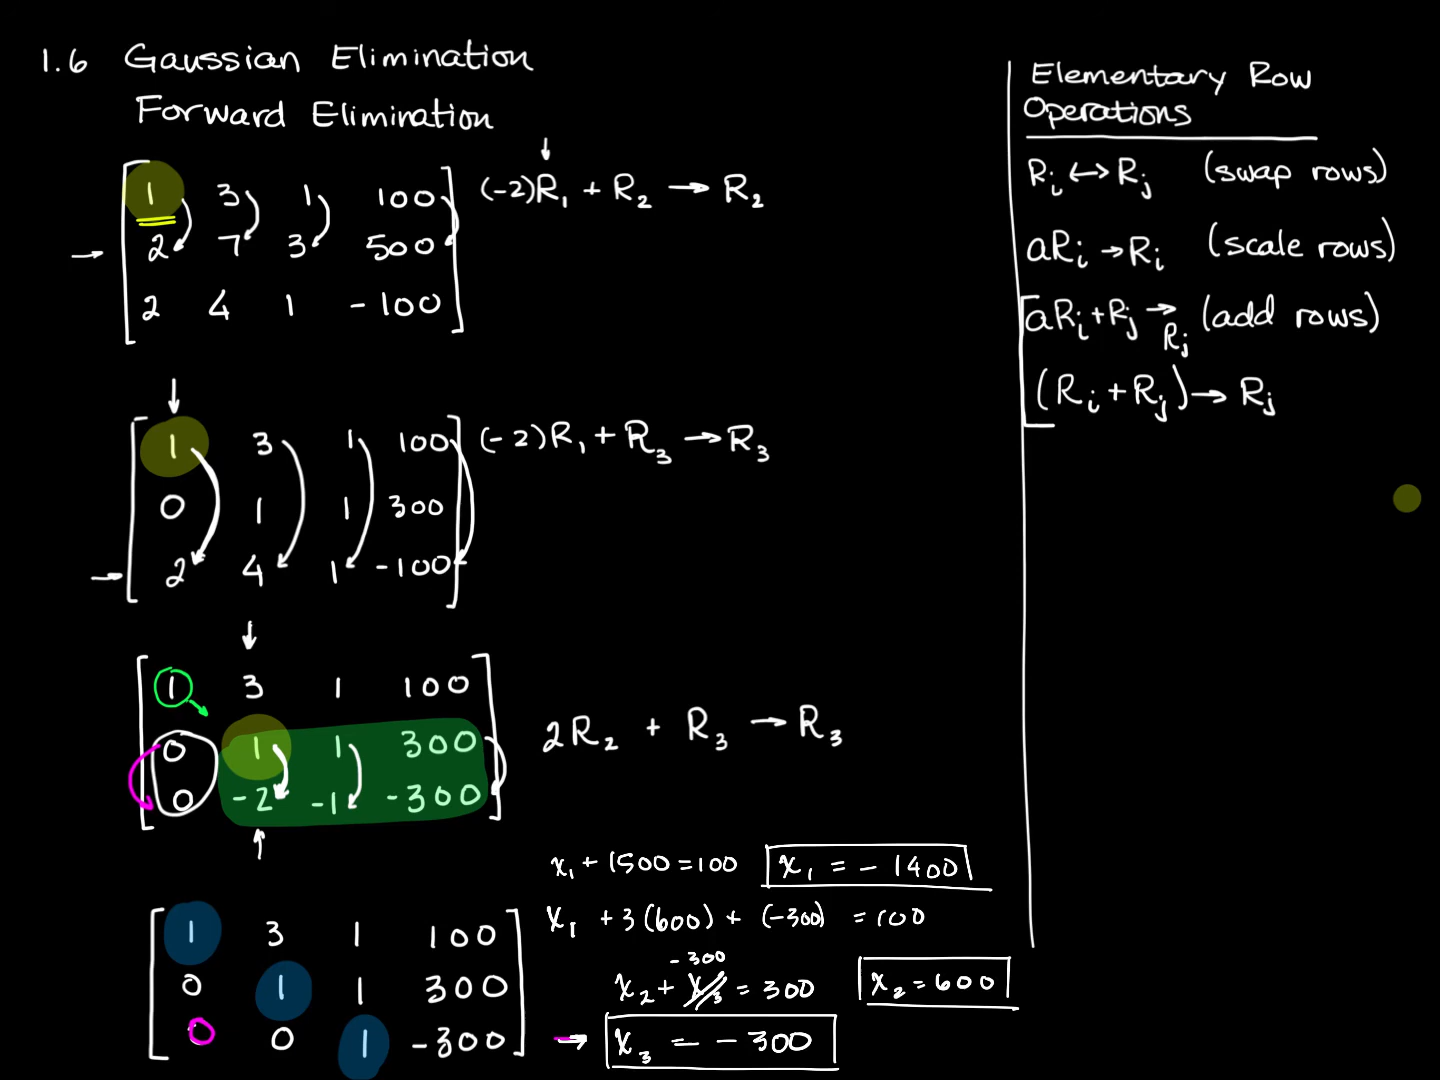 1.6 Gaussian Elimination
Forward Elimination
1 3 1 100
2 7 3 500
2 4 1 -100
(-2)R₁ + R₂ → R₂
1 3 1 100
0 1 1 300
2 4 1 -100
(-2)R₁ + R₃ → R₃
1 3 1 100
0 1 1 300
0 -2 -1 -300
2R₂ + R₃ → R₃
1 3 1 100
0 1 1 300
0 0 1 -300
x₁ + 1500 = 100 x₁ = -1400
x₁ + 3(600) + (-300) = 100
-300
x₂ + x₃ = 300 x₂ = 600
→ x₃ = -300
Elementary Row
Operations
Rᵢ ↔ Rⱼ (swap rows)
aRᵢ → Rᵢ (scale rows)
aRᵢ + Rⱼ → Rⱼ (add rows)
(Rᵢ + Rⱼ) → Rⱼ